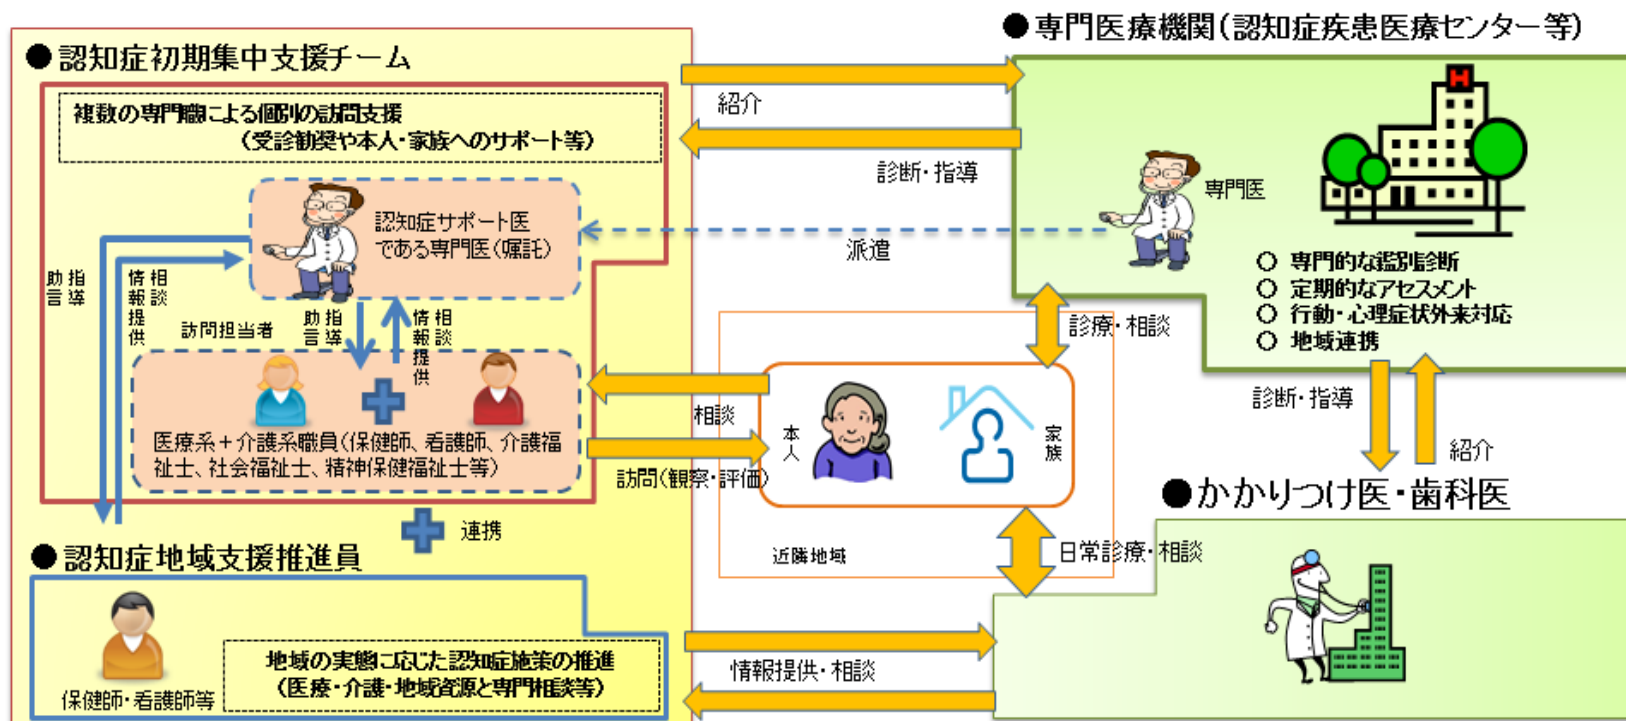 ●認知症初期集中支援チーム
複数の専門職による個別の訪問支援
（受診勧奨や本人・家族へのサポート等）
認知症サポート医
である専門医（嘱託）
指導
助言
相談
情報提供
訪問担当者
指導
助言
相談
情報提供
医療系＋介護系職員（保健師、看護師、介護福
祉士、社会福祉士、精神保健福祉士等）
連携
●認知症地域支援推進員
保健師・看護師等
地域の実態に応じた認知症施策の推進
（医療・介護・地域資源と専門相談等）
紹介
診断・指導
派遣
相談
訪問（観察・評価）
本人
家族
近隣地域
診療・相談
日常診療・相談
情報提供・相談
●専門医療機関（認知症疾患医療センター等）
H
専門医
○ 専門的な鑑別診断
○ 定期的なアセスメント
○ 行動・心理症状外来対応
○ 地域連携
診断・指導
紹介
●かかりつけ医・歯科医